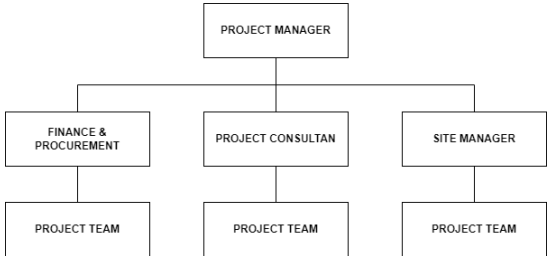 PROJECT MANAGER
FINANCE &
PROCUREMENT
PROJECT CONSULTAN
SITE MANAGER
PROJECT TEAM
PROJECT TEAM
PROJECT TEAM